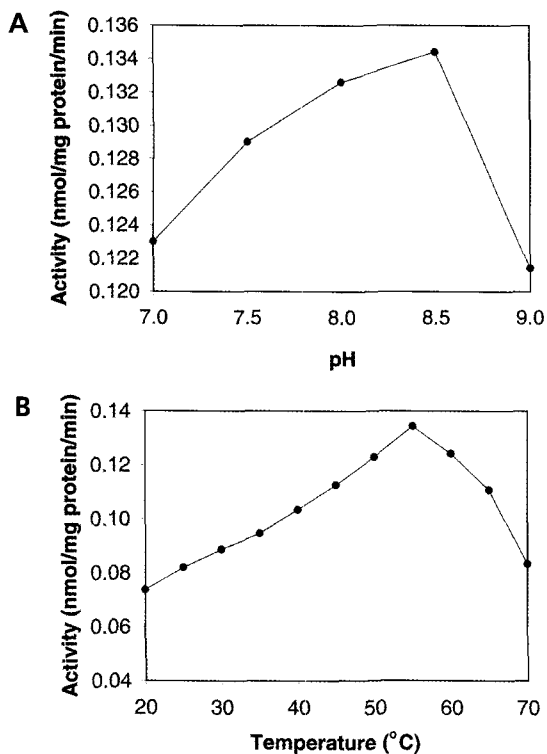 A
Activity (nmol/mg protein/min)
0.136
0.134
0.132
0.130
0.128
0.126
0.124
0.122
0.120
7.0 7.5 8.0 8.5 9.0
pH
B
Activity (nmol/mg protein/min)
0.14
0.12
0.10
0.08
0.06
0.04
20 30 40 50 60 70
Temperature (°C)